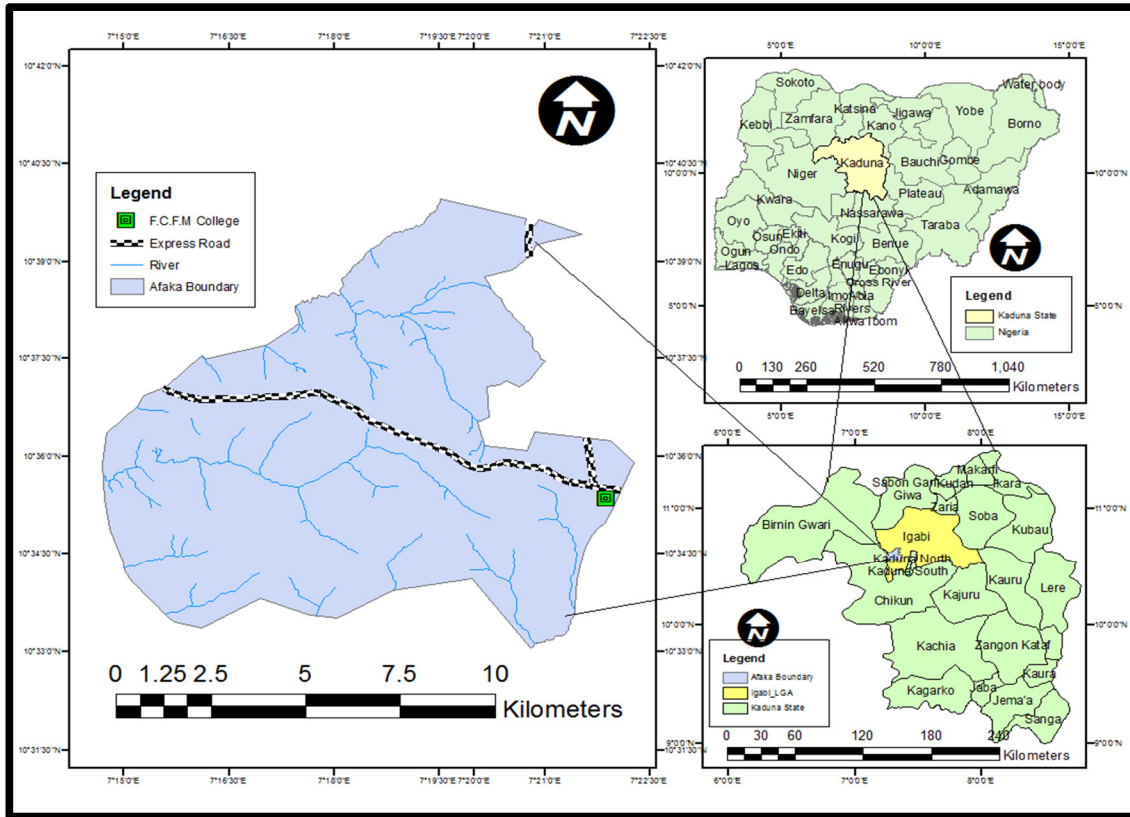 7°15'0"E 7°16'30"E 7°18'0"E 7°19'30"E 7°20'0"E 7°21'0"E 7°22'30"E
10°42'0"N
10°40'30"N
10°39'0"N
10°37'30"N
10°36'0"N
10°34'30"N
10°33'0"N
10°31'30"N
N
Legend
F.C.F.M College
Express Road
River
Afaka Boundary
0 1.25 2.5 5 7.5 10
Kilometers
7°15'0"E 7°16'30"E 7°18'0"E 7°19'30"E 7°20'0"E 7°21'0"E 7°22'30"E
10°42'0"N
10°40'30"N
10°39'0"N
10°37'30"N
10°36'0"N
10°34'30"N
10°33'0"N
10°31'30"N
5°0'0"E 10°0'0"E 15°0'0"E
10°0'0"N
5°0'0"N
10°0'0"N
5°0'0"N
Sokoto
Water body
Katsina
Jigawa
Yobe
Zamfara
Kebbi
Kano
Borno
Kaduna
Bauchi
Gombe
Niger
Adamawa
Plateau
Kwara
Nassarawa
Oyo
Taraba
Ekiti
Osun
Kogi
Benue
Ondo
Ogun
Lagos
Enugu
Edo
Ebonyi
Cross River
Delta
Imo
Abia
Bayelsa
Rivers
Akwa Ibom
N
Legend
Kaduna State
Nigeria
0 130 260 520 780 1,040
Kilometers
5°0'0"E 10°0'0"E 15°0'0"E
6°0'0"E 7°0'0"E 8°0'0"E
11°0'0"N
10°0'0"N
9°0'0"N
11°0'0"N
10°0'0"N
9°0'0"N
Makarfi
Sabon Gari
Kudan
Ikara
Giwa
Zaria
Soba
Birnin Gwari
Kubau
Igabi
Kaduna North
Kaduna South
Kauru
Lere
Chikun
Kajuru
Kachia
Zangon Kataf
Kaura
Kagarko
Jaba
Jema'a
Sanga
N
Legend
Afaka Boundary
Igabi_LGA
Kaduna State
0 30 60 120 180 240
Kilometers
6°0'0"E 7°0'0"E 8°0'0"E